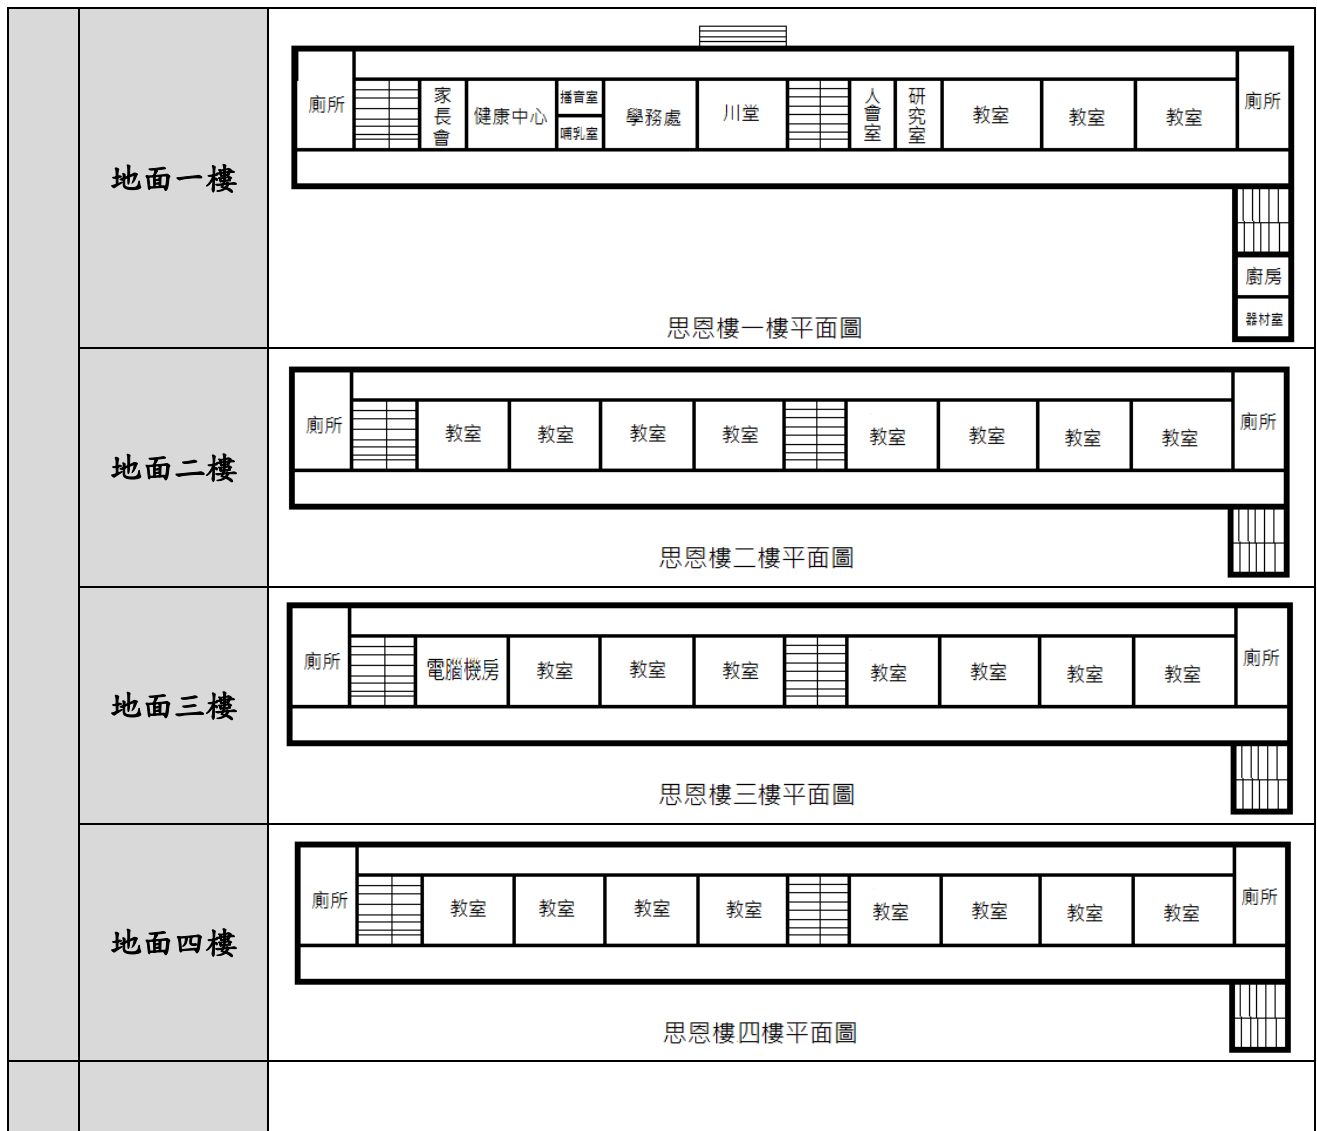 地面一樓
廁所
家長會
健康中心
播音室
哺乳室
學務處
川堂
人會室
研究室
教室
教室
教室
廁所
廚房
器材室
思恩樓一樓平面圖
地面二樓
廁所
教室
教室
教室
教室
教室
教室
教室
教室
廁所
思恩樓二樓平面圖
地面三樓
廁所
電腦機房
教室
教室
教室
教室
教室
教室
教室
廁所
思恩樓三樓平面圖
地面四樓
廁所
教室
教室
教室
教室
教室
教室
教室
教室
廁所
思恩樓四樓平面圖